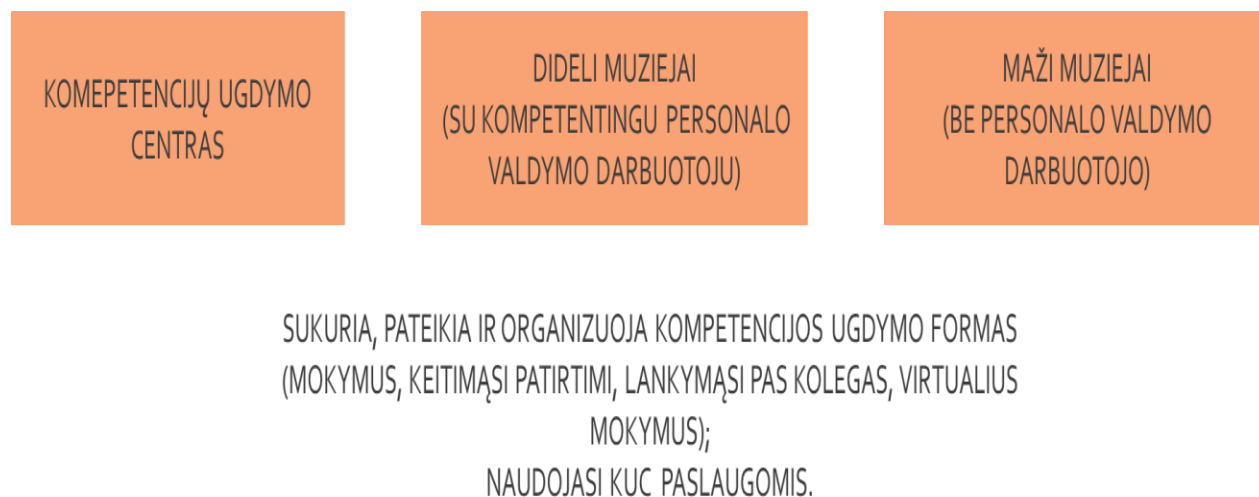 KOMEPETENCIJŲ UGDYMO
CENTRAS
DIDELI MUZIEJAI
(SU KOMPETENTINGU PERSONALO
VALDYMO DARBUOTOJU)
MAŽI MUZIEJAI
(BE PERSONALO VALDYMO
DARBUOTOJO)
SUKURIA, PATEIKIA IR ORGANIZUOJA KOMPETENCIJOS UGDYMO FORMAS
(MOKYMUS, KEITIMĄSI PATIRTIMI, LANKYMĄSI PAS KOLEGAS, VIRTUALIUS
MOKYMUS);
NAUDOJASI KUC PASLAUGOMIS.